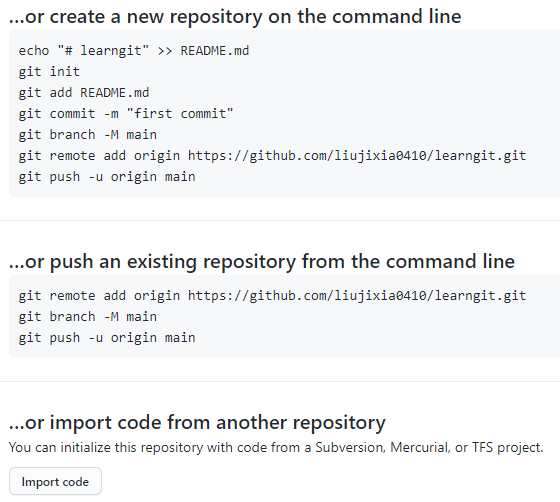 ...or create a new repository on the command line
echo "# learngit" >> README.md
git init
git add README.md
git commit -m "first commit"
git branch -M main
git remote add origin https://github.com/liujixia0410/learngit.git
git push -u origin main
...or push an existing repository from the command line
git remote add origin https://github.com/liujixia0410/learngit.git
git branch -M main
git push -u origin main
...or import code from another repository
You can initialize this repository with code from a Subversion, Mercurial, or TFS project.
Import code